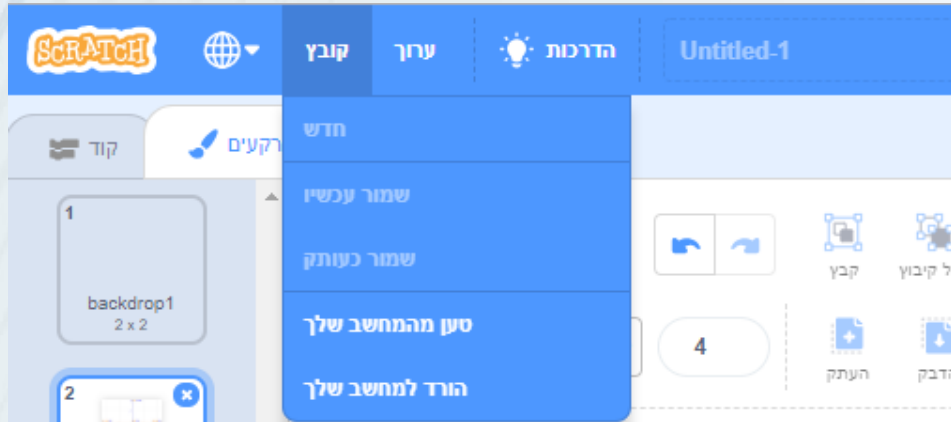 SCRATCH
קובץ
ערוך
הדרכות
Untitled-1
קוד
רקעים
חדש
שמור עכשיו
שמור כעותק
טען מהמחשב שלך
הורד למחשב שלך
1
backdrop1
2 x 2
2
קבץ
ל קיבוץ
4
העתק
הדבק